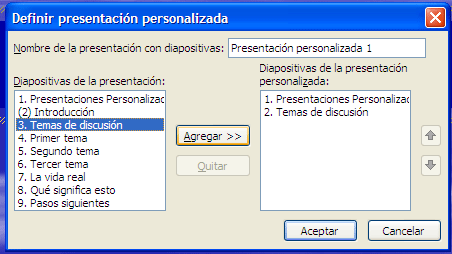 Definir presentación personalizada
Nombre de la presentación con diapositivas: Presentación personalizada 1
Diapositivas de la presentación:
1. Presentaciones Personalizad
(2) Introducción
3. Temas de discusión
4. Primer tema
5. Segundo tema
6. Tercer tema
7. La vida real
8. Qué significa esto
9. Pasos siguientes
Agregar >>
Quitar
Diapositivas de la presentación
personalizada:
1. Presentaciones Personalizad
2. Temas de discusión
Aceptar
Cancelar